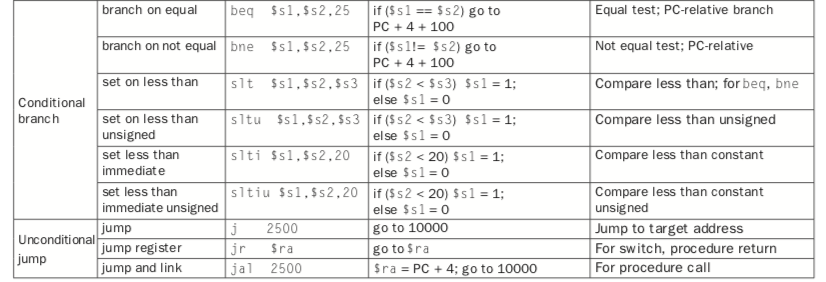 Conditional branch
branch on equal beq $s1,$s2,25 if ($s1 == $s2) go to PC + 4 + 100 Equal test; PC-relative branch
branch on not equal bne $s1,$s2,25 if ($s1!= $s2) go to PC + 4 + 100 Not equal test; PC-relative
set on less than slt $s1,$s2,$s3 if ($s2 < $s3) $s1 = 1; else $s1 = 0 Compare less than; for beq, bne
set on less than unsigned sltu $s1,$s2,$s3 if ($s2 < $s3) $s1 = 1; else $s1 = 0 Compare less than unsigned
set less than immediate slti $s1,$s2,20 if ($s2 < 20) $s1 = 1; else $s1 = 0 Compare less than constant
set less than immediate unsigned sltiu $s1,$s2,20 if ($s2 < 20) $s1 = 1; else $s1 = 0 Compare less than constant unsigned
Unconditional jump
jump j 2500 go to 10000 Jump to target address
jump register jr $ra go to $ra For switch, procedure return
jump and link jal 2500 $ra = PC + 4; go to 10000 For procedure call